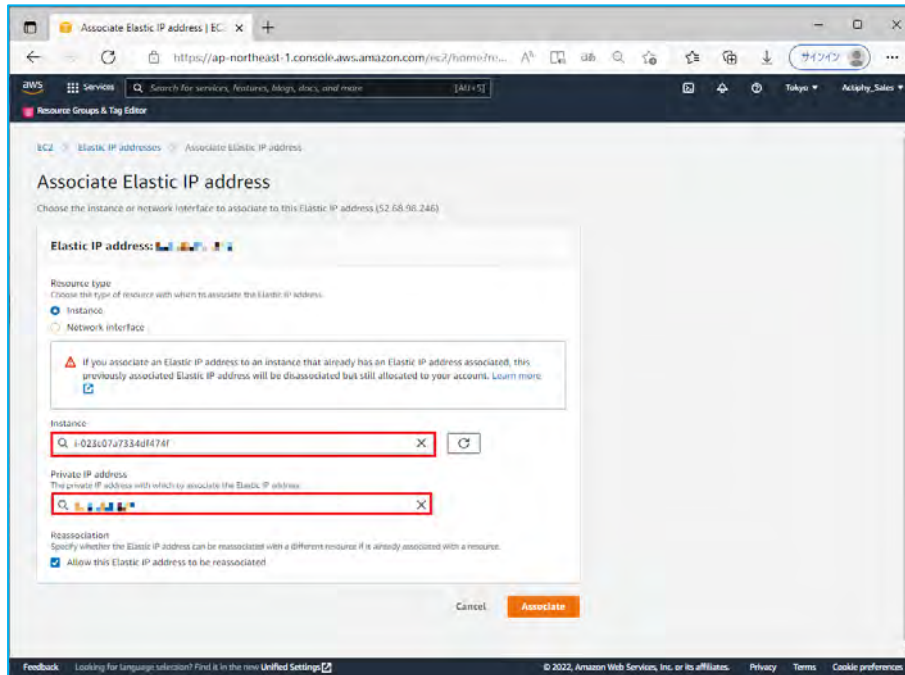 Associate Elastic IP address | EC
https://ap-northeast-1.console.aws.amazon.com/ec2/home?re...
サインイン
aws
Services
Search for services, features, blogs, docs, and more
[Alt+S]
Tokyo
Actiphy_Sales
Resource Groups & Tag Editor
EC2
Elastic IP addresses
Associate Elastic IP address
Associate Elastic IP address
Choose the instance or network interface to associate to this Elastic IP address (52.68.98.246)
Elastic IP address:
Resource type
Choose the type of resource with which to associate the Elastic IP address.
Instance
Network interface
If you associate an Elastic IP address to an instance that already has an Elastic IP address associated, this
previously associated Elastic IP address will be disassociated but still allocated to your account. Learn more
Instance
i-023c07a7334df474f
Private IP address
The private IP address with which to associate the Elastic IP address.
Reassociation
Specify whether the Elastic IP address can be reassociated with a different resource if it already associated with a resource.
Allow this Elastic IP address to be reassociated
Cancel
Associate
Feedback
Looking for language selection? Find it in the new Unified Settings
© 2022, Amazon Web Services, Inc. or its affiliates.
Privacy
Terms
Cookie preferences